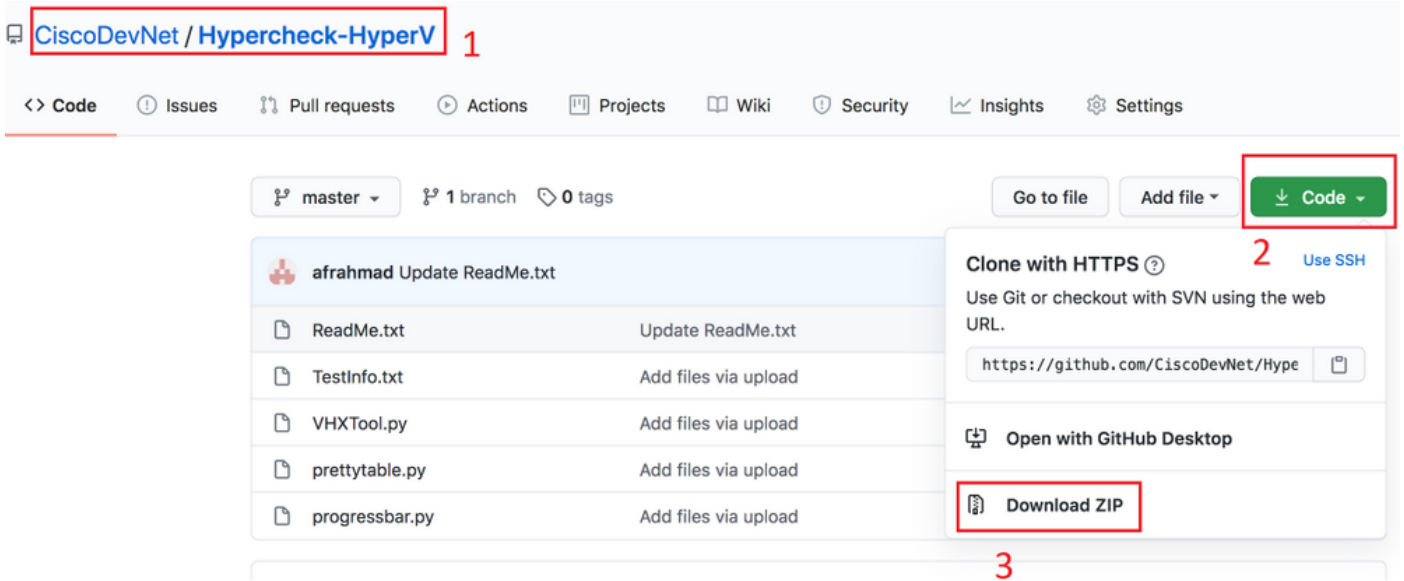 CiscoDevNet / Hypercheck-HyperV 1
<> Code Issues Pull requests Actions Projects Wiki Security Insights Settings
master 1 branch 0 tags Go to file Add file Code
2
afrahmad Update ReadMe.txt
Clone with HTTPS ? Use SSH
Use Git or checkout with SVN using the web
URL.
https://github.com/CiscoDevNet/Hype
ReadMe.txt Update ReadMe.txt
TestInfo.txt Add files via upload
VHXTool.py Add files via upload
prettytable.py Add files via upload
progressbar.py Add files via upload
Open with GitHub Desktop
Download ZIP
3